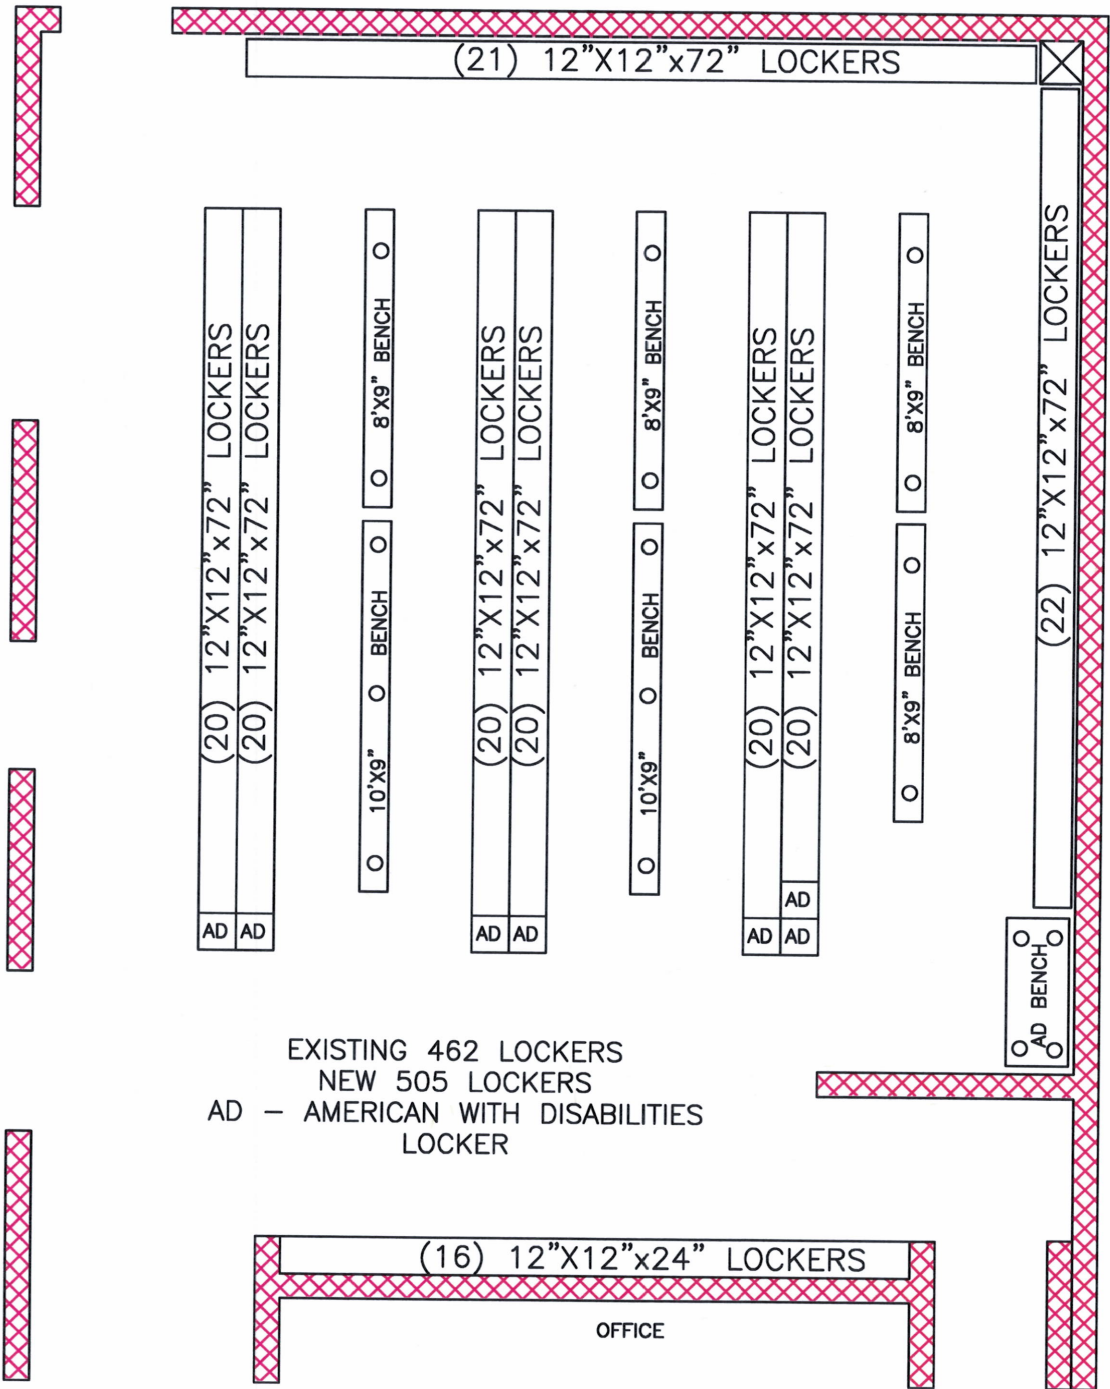 (21) 12"X12"x72" LOCKERS
(20) 12"X12"x72" LOCKERS
(20) 12"X12"x72" LOCKERS
8'X9" BENCH
10'X9" BENCH
(20) 12"X12"x72" LOCKERS
(20) 12"X12"x72" LOCKERS
8'X9" BENCH
10'X9" BENCH
(20) 12"X12"x72" LOCKERS
(20) 12"X12"x72" LOCKERS
8'X9" BENCH
8'X9" BENCH
(22) 12"X12"x72" LOCKERS
AD
AD AD
AD AD
AD AD
AD BENCH
EXISTING 462 LOCKERS
NEW 505 LOCKERS
AD – AMERICAN WITH DISABILITIES
LOCKER
(16) 12"X12"x24" LOCKERS
OFFICE